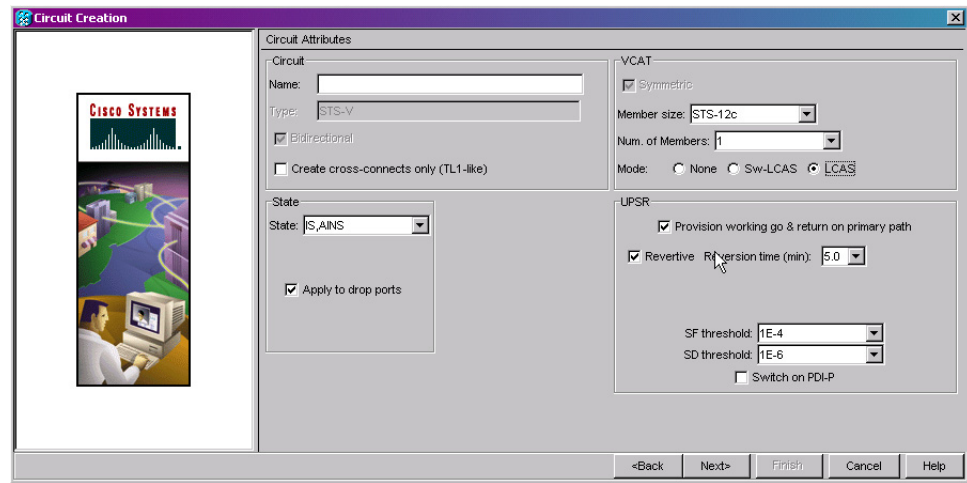 Circuit Creation
CISCO SYSTEMS
Circuit Attributes
Circuit
Name:
Type: STS-V
Bidirectional
Create cross-connects only (TL1-like)
State
State: IS,AINS
Apply to drop ports
VCAT
Symmetric
Member size: STS-12c
Num. of Members: 1
Mode: None Sw-LCAS LCAS
UPSR
Provision working go & return on primary path
Revertive Reversion time (min): 5.0
SF threshold: 1E-4
SD threshold: 1E-6
Switch on PDI-P
<Back Next> Finish Cancel Help